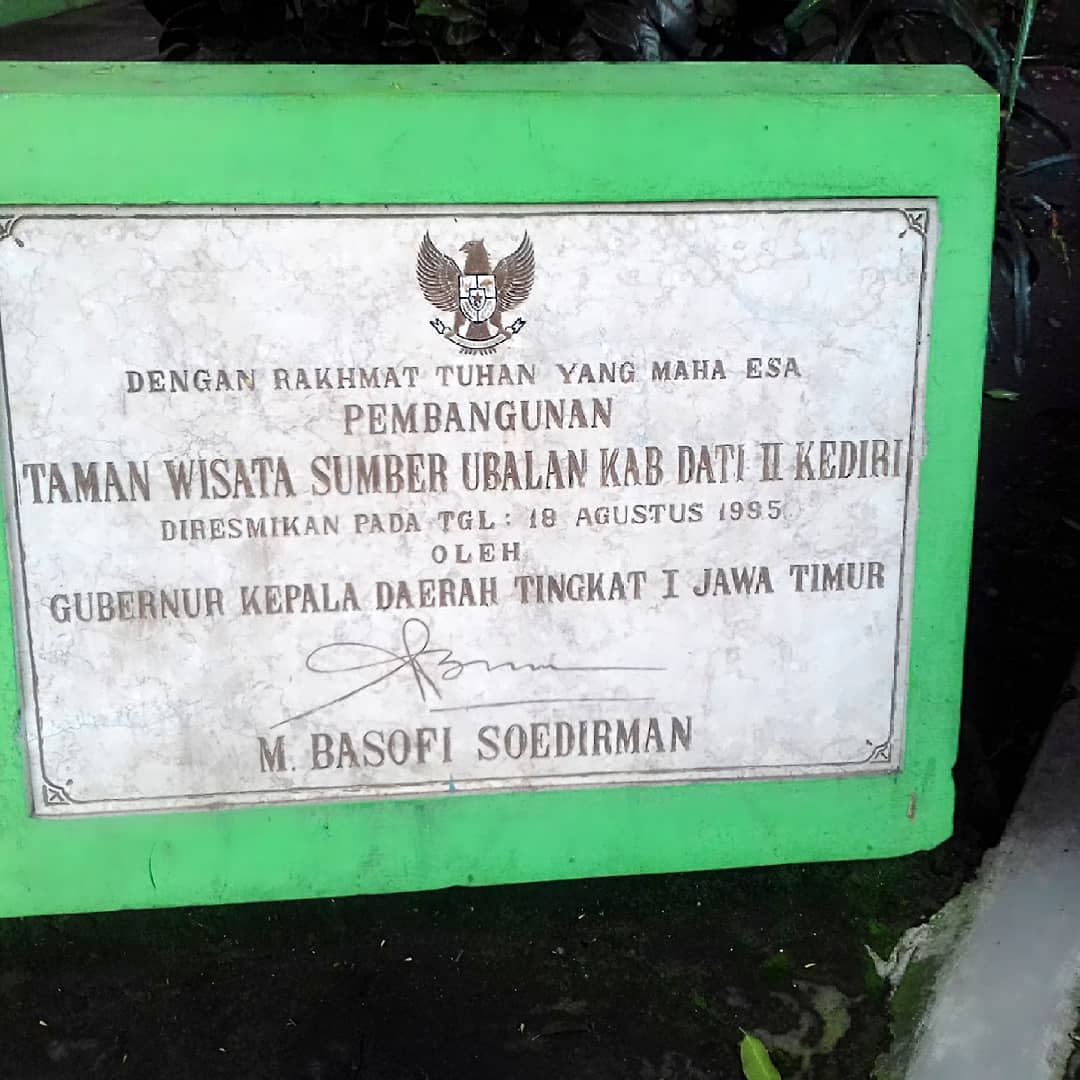 DENGAN RAKHMAT TUHAN YANG MAHA ESA
PEMBANGUNAN
TAMAN WISATA SUMBER UBALAN KAB DATI II KEDIRI
DIRESMIKAN PADA TGL : 18 AGUSTUS 1995
OLEH
GUBERNUR KEPALA DAERAH TINGKAT I JAWA TIMUR
M. BASOFI SOEDIRMAN